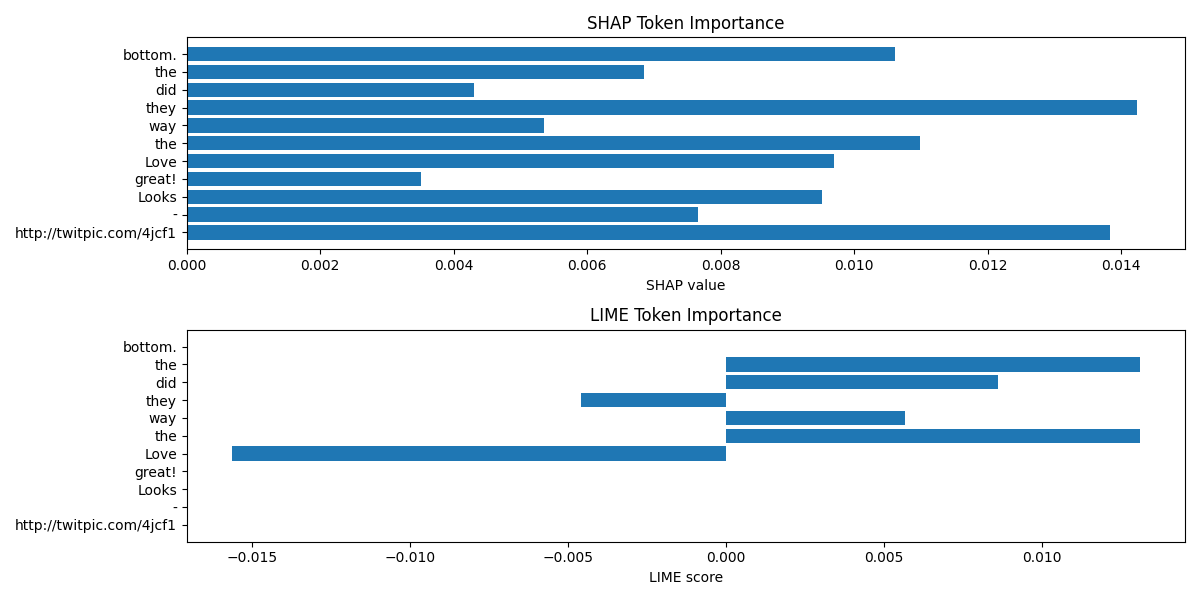 SHAP Token Importance
bottom.
the
did
they
way
the
Love
great!
Looks
-
http://twitpic.com/4jcf1
0.000 0.002 0.004 0.006 0.008 0.010 0.012 0.014
SHAP value
LIME Token Importance
bottom.
the
did
they
way
the
Love
great!
Looks
-
http://twitpic.com/4jcf1
−0.015 −0.010 −0.005 0.000 0.005 0.010
LIME score